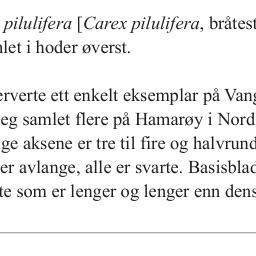 pilulifera [Carex pilulifera, bråtest
let i hoder øverst.
erverte ett enkelt eksemplar på Vang
eg samlet flere på Hamarøy i Nord
ge aksene er tre til fire og halvrund
er avlange, alle er svarte. Basisblad
te som er lenger og lenger enn dens